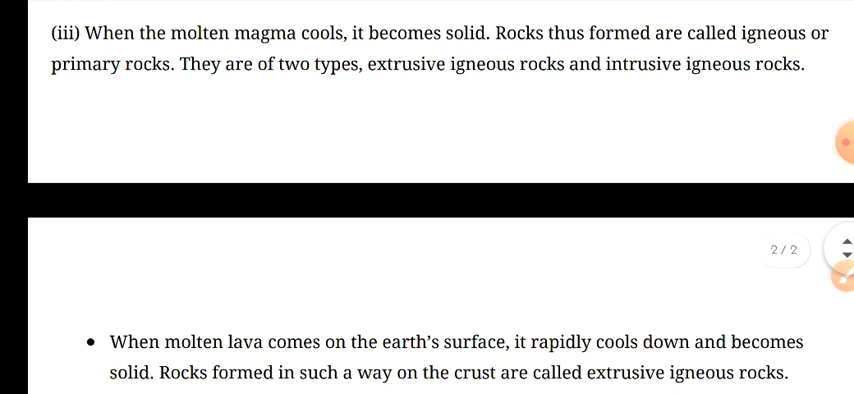 (iii) When the molten magma cools, it becomes solid. Rocks thus formed are called igneous or
primary rocks. They are of two types, extrusive igneous rocks and intrusive igneous rocks.
2 / 2
• When molten lava comes on the earth’s surface, it rapidly cools down and becomes
solid. Rocks formed in such a way on the crust are called extrusive igneous rocks.